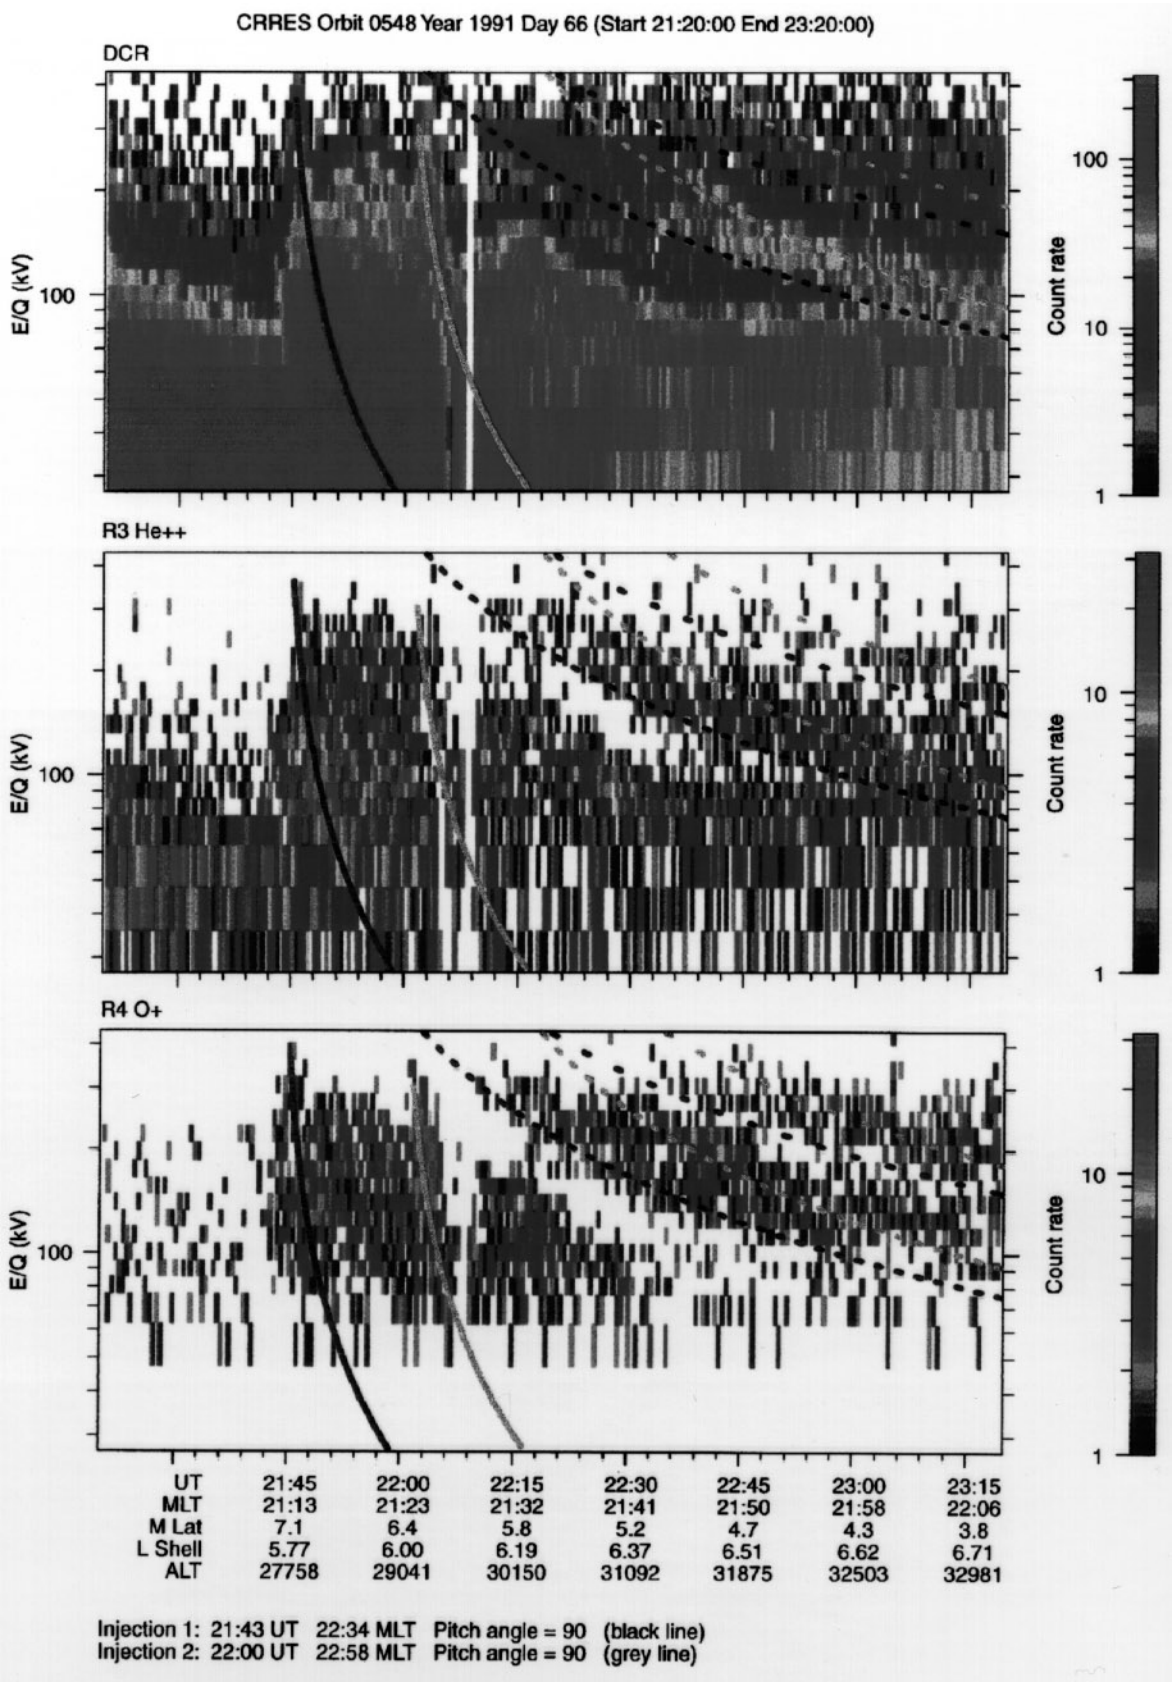 CRRES Orbit 0548 Year 1991 Day 66 (Start 21:20:00 End 23:20:00)
DCR
E/Q (kV)
100
Count rate
100
10
1
R3 He++
E/Q (kV)
100
Count rate
10
1
R4 O+
E/Q (kV)
100
Count rate
10
1
UT 21:45 22:00 22:15 22:30 22:45 23:00 23:15
MLT 21:13 21:23 21:32 21:41 21:50 21:58 22:06
M Lat 7.1 6.4 5.8 5.2 4.7 4.3 3.8
L Shell 5.77 6.00 6.19 6.37 6.51 6.62 6.71
ALT 27758 29041 30150 31092 31875 32503 32981
Injection 1: 21:43 UT 22:34 MLT Pitch angle = 90 (black line)
Injection 2: 22:00 UT 22:58 MLT Pitch angle = 90 (grey line)